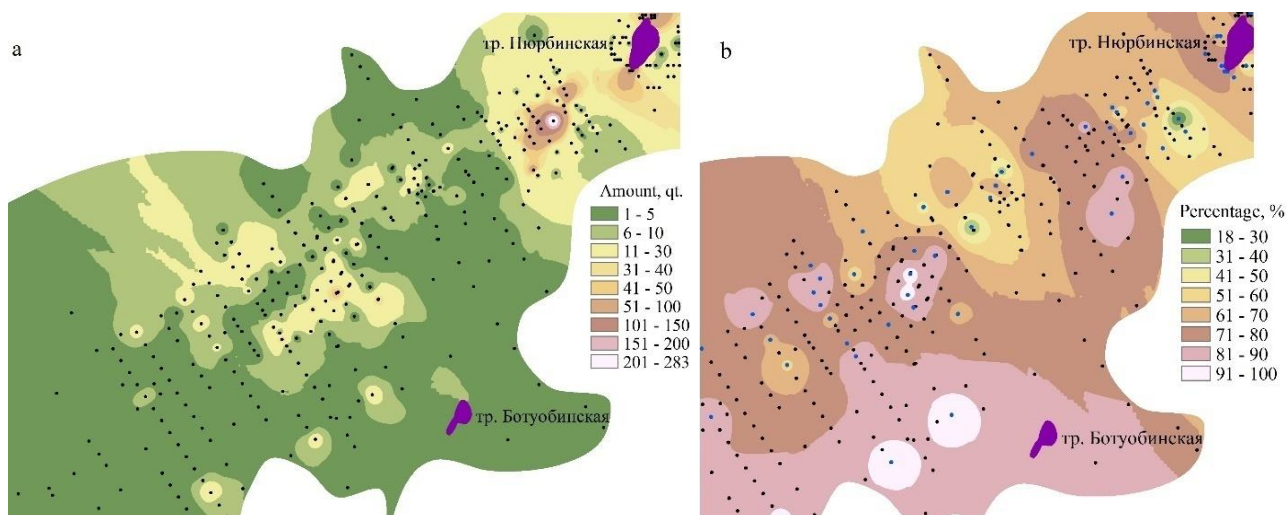 a
тр. Нюрбинская
Amount, qt.
1 - 5
6 - 10
11 - 30
31 - 40
41 - 50
51 - 100
101 - 150
151 - 200
201 - 283
тр. Ботуобинская
b
тр. Нюрбинская
Percentage, %
18 - 30
31 - 40
41 - 50
51 - 60
61 - 70
71 - 80
81 - 90
91 - 100
тр. Ботуобинская